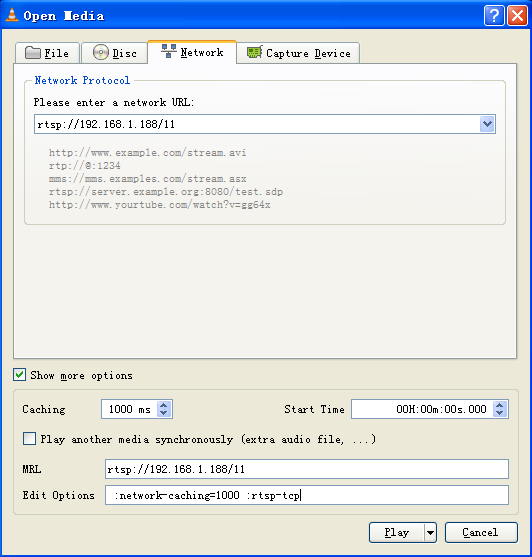 Open Media
File
Disc
Network
Capture Device
Network Protocol
Please enter a network URL:
rtsp://192.168.1.188/11
http://www.example.com/stream.avi
rtp://@:1234
mms://mms.examples.com/stream.asx
rtsp://server.example.org:8080/test.sdp
http://www.yourtube.com/watch?v=gg64x
Show more options
Caching 1000 ms Start Time 00H:00m:00s.000
Play another media synchronously (extra audio file, ...)
MRL rtsp://192.168.1.188/11
Edit Options :network-caching=1000 :rtsp-tcp
Play Cancel